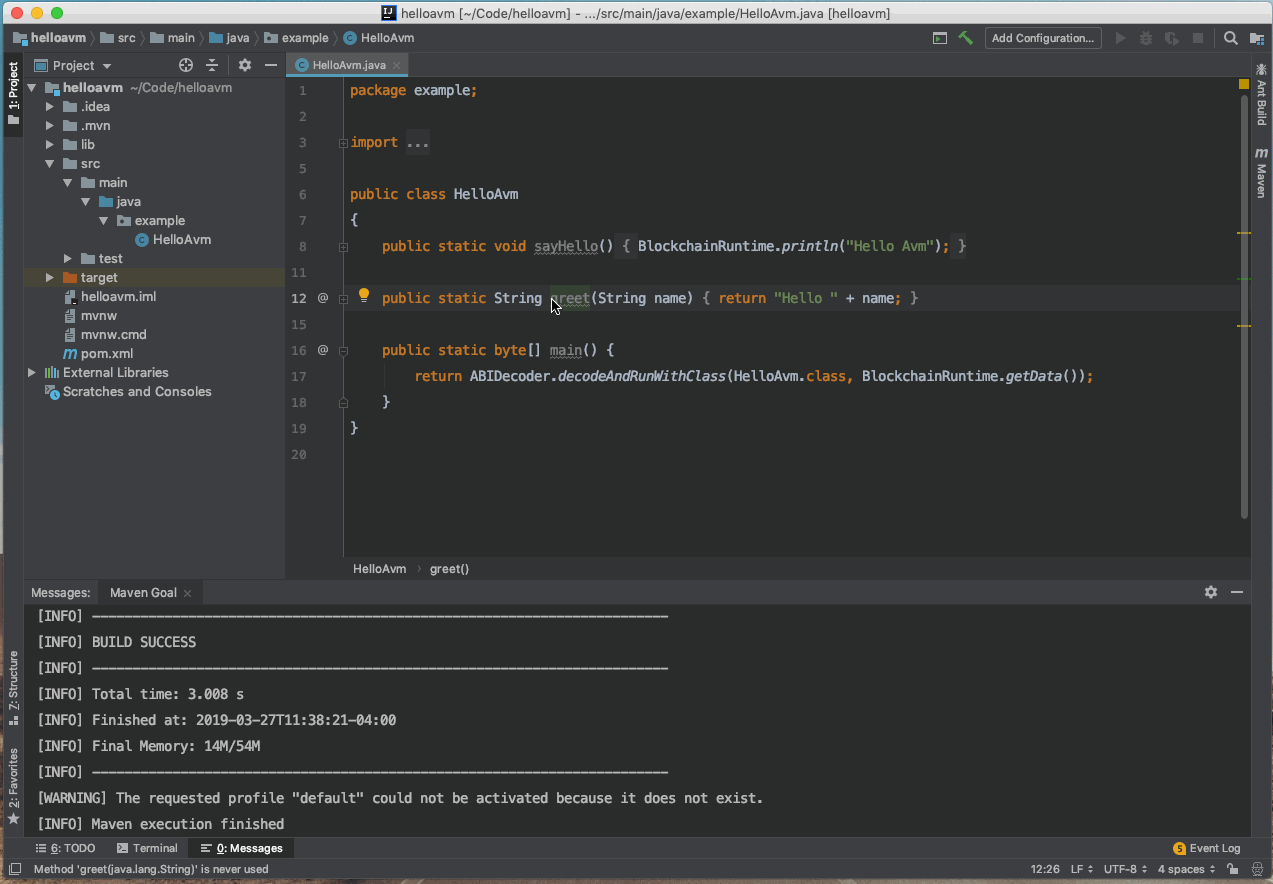 helloavm [~/Code/helloavm] - .../src/main/java/example/HelloAvm.java [helloavm]
helloavm src main java example C HelloAvm Add Configuration...
1: Project
Project
C HelloAvm.java
helloavm ~/Code/helloavm
.idea
.mvn
lib
src
main
java
example
C HelloAvm
test
target
helloavm.iml
mvnw
mvnw.cmd
m pom.xml
External Libraries
Scratches and Consoles
1 package example;
2
3 import ...
5
6 public class HelloAvm
7 {
8 public static void sayHello() { BlockchainRuntime.println("Hello Avm"); }
11
12 @ public static String greet(String name) { return "Hello " + name; }
15
16 @ public static byte[] main() {
17 return ABIDecoder.decodeAndRunWithClass(HelloAvm.class, BlockchainRuntime.getData());
18 }
19 }
20
HelloAvm › greet()
Ant Build
m Maven
Messages: Maven Goal
[INFO] ------------------------------------------------------------------------
[INFO] BUILD SUCCESS
[INFO] ------------------------------------------------------------------------
[INFO] Total time: 3.008 s
[INFO] Finished at: 2019-03-27T11:38:21-04:00
[INFO] Final Memory: 14M/54M
[INFO] ------------------------------------------------------------------------
[WARNING] The requested profile "default" could not be activated because it does not exist.
[INFO] Maven execution finished
Z: Structure
2: Favorites
6: TODO Terminal 0: Messages 5 Event Log
Method 'greet(java.lang.String)' is never used 12:26 LF UTF-8 4 spaces